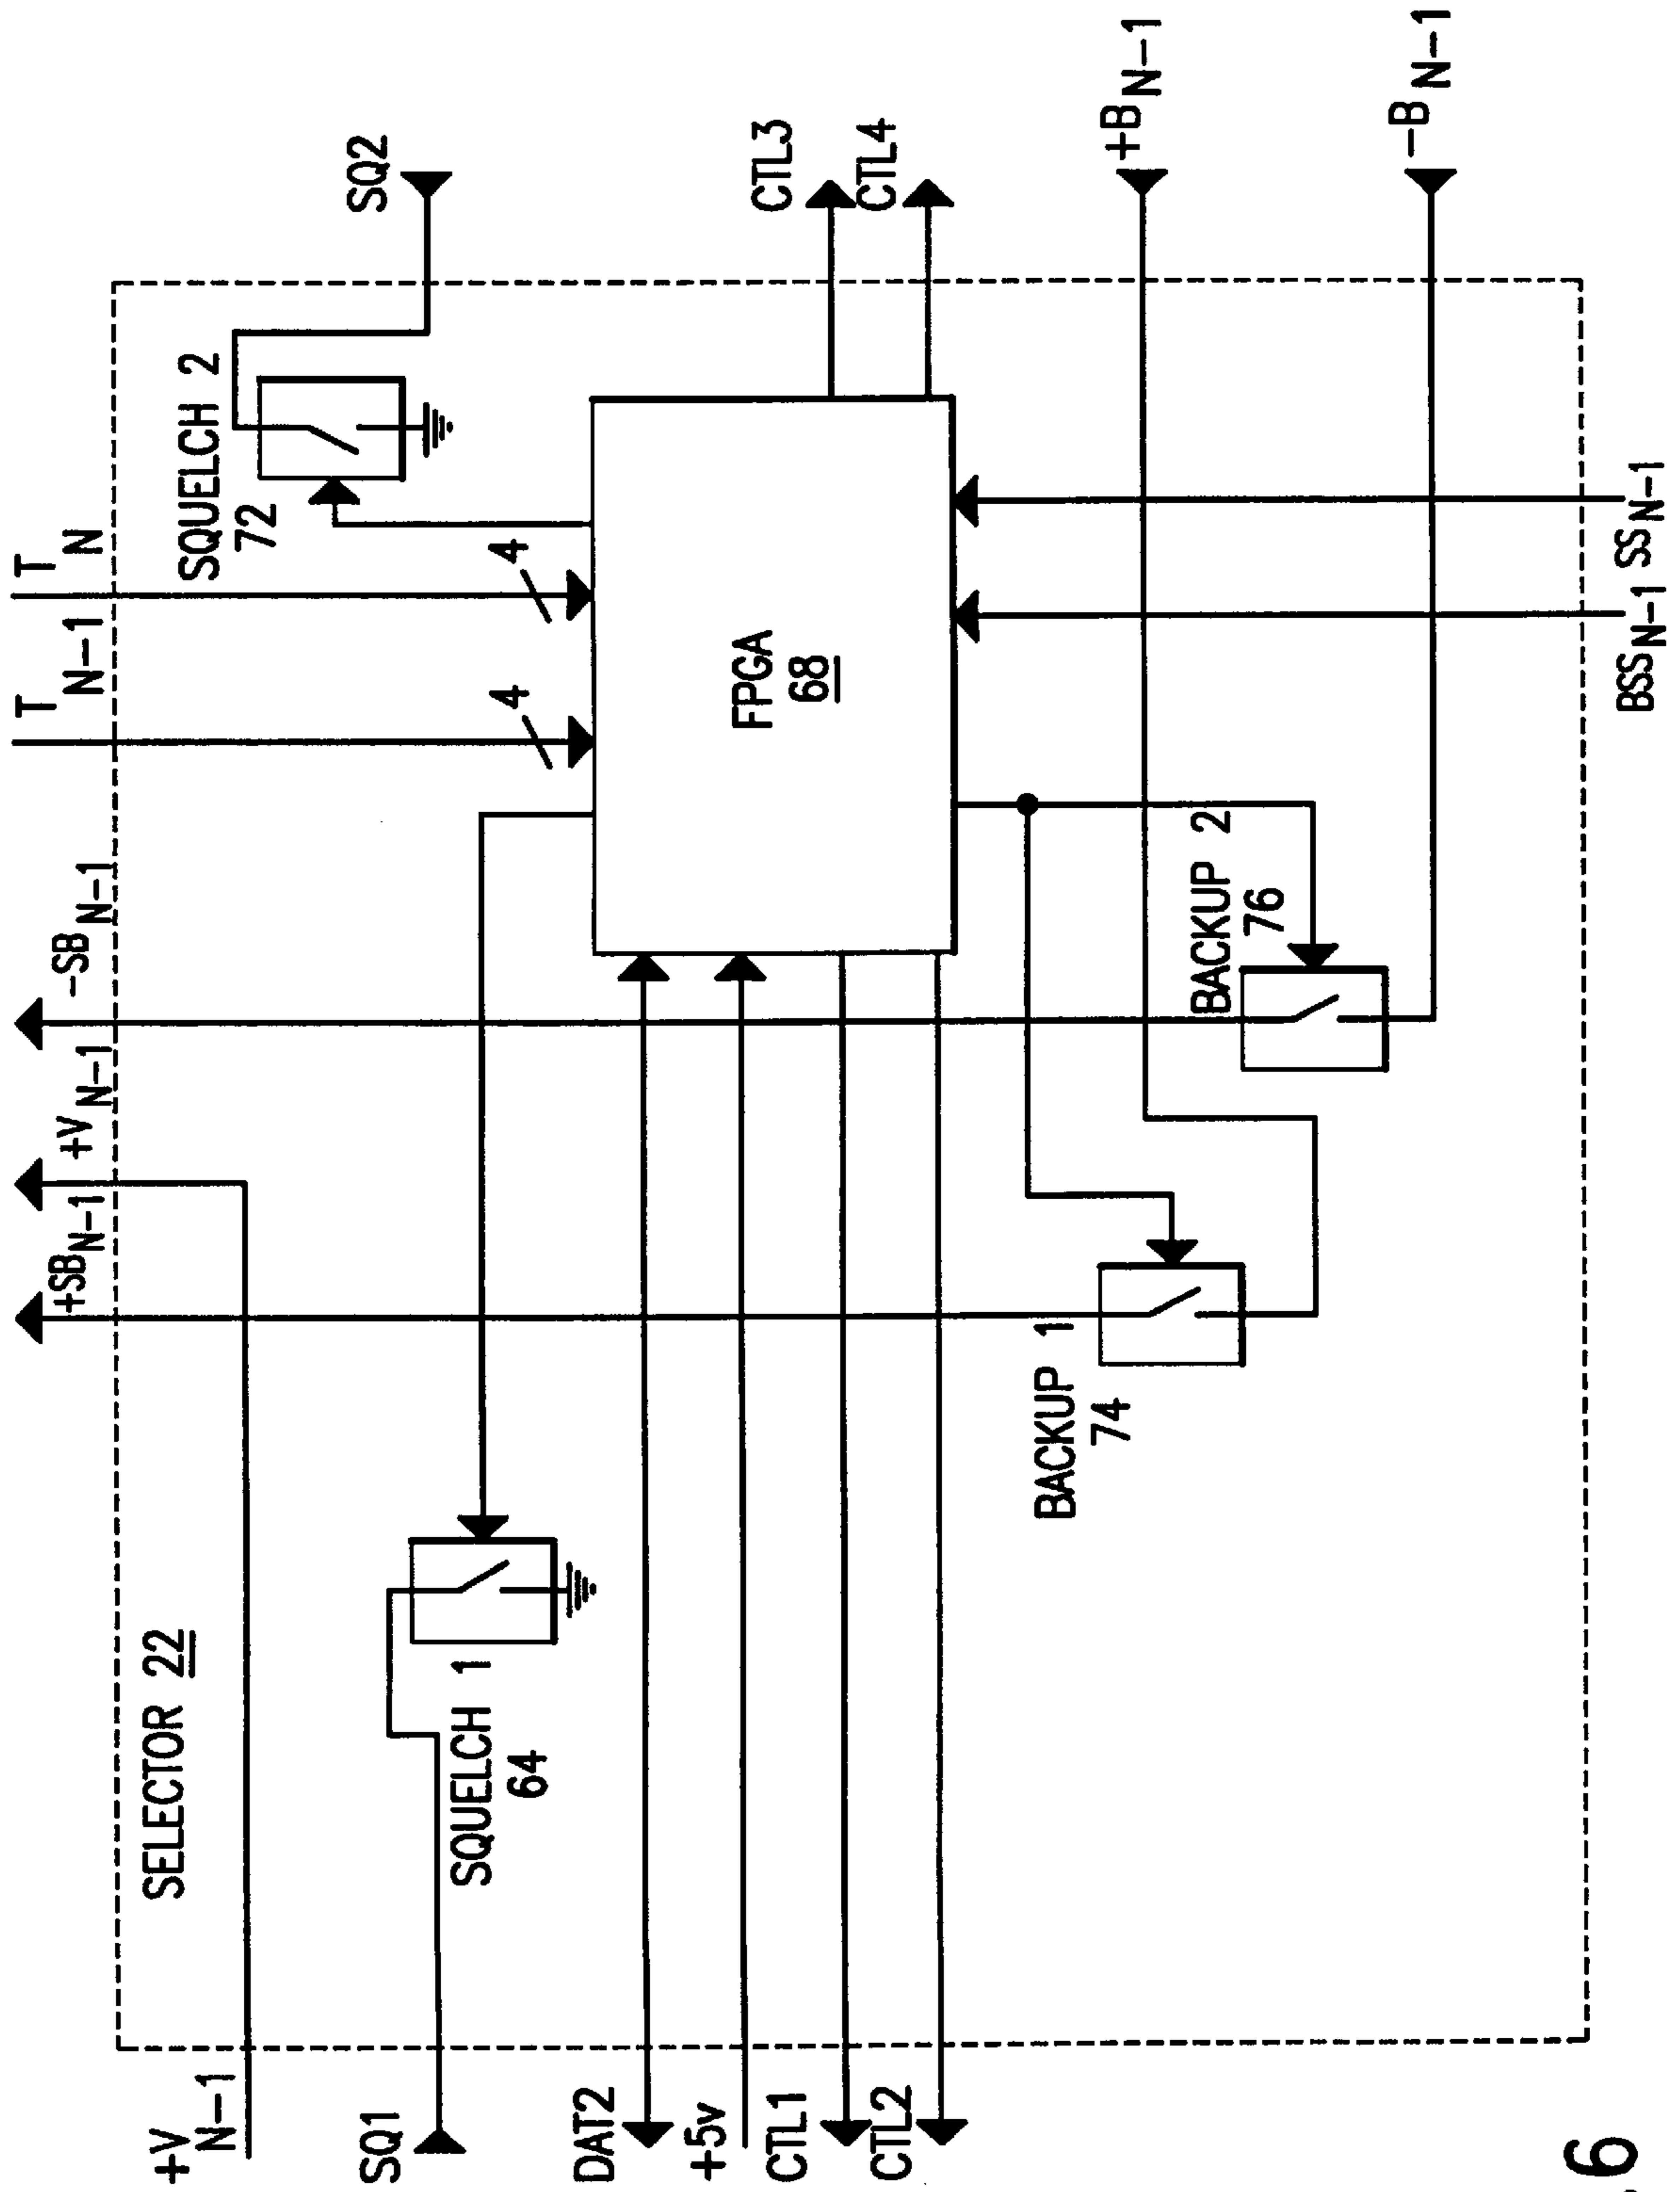 +SB N-1
+V N-1
-SB N-1
T N-1
T N
SELECTOR 22
+V N-1
SQ1
SQUELCH 1
64
SQUELCH 2
72
SQ2
4
4
DAT2
+5v
CTL1
CTL2
FPGA
68
CTL3
CTL4
BACKUP 1
74
BACKUP 2
76
+B N-1
-B N-1
BSS N-1
SS N-1
6